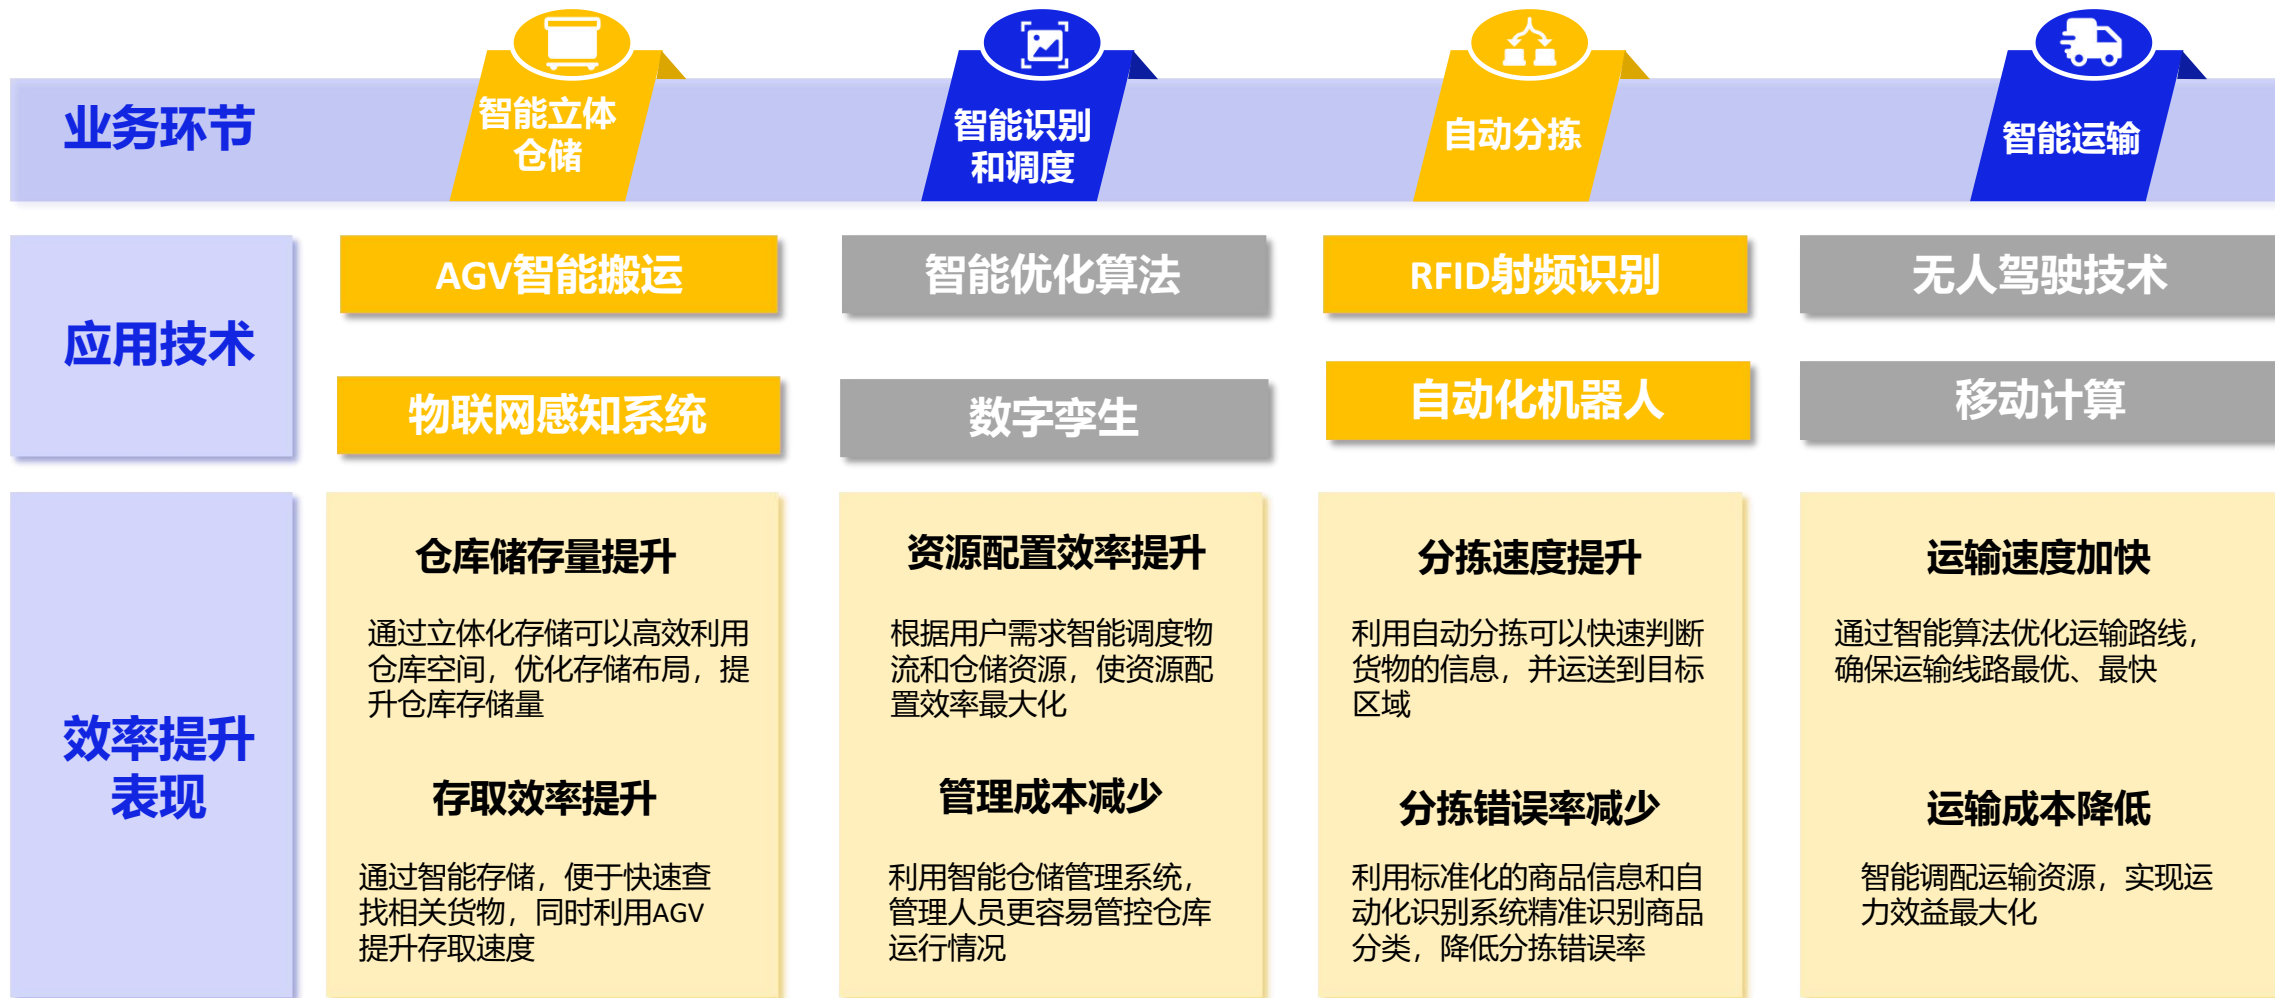 业务环节
智能立体
仓储
智能识别
和调度
自动分拣
智能运输
应用技术
AGV智能搬运
智能优化算法
RFID射频识别
无人驾驶技术
物联网感知系统
数字孪生
自动化机器人
移动计算
效率提升
表现
仓库储存量提升
通过立体化存储可以高效利用
仓库空间，优化存储布局，提
升仓库存储量
存取效率提升
通过智能存储，便于快速查
找相关货物，同时利用AGV
提升存取速度
资源配置效率提升
根据用户需求智能调度物
流和仓储资源，使资源配
置效率最大化
管理成本减少
利用智能仓储管理系统，
管理人员更容易管控仓库
运行情况
分拣速度提升
利用自动分拣可以快速判断
货物的信息，并运送到目标
区域
分拣错误率减少
利用标准化的商品信息和自
动化识别系统精准识别商品
分类，降低分拣错误率
运输速度加快
通过智能算法优化运输路线，
确保运输线路最优、最快
运输成本降低
智能调配运输资源，实现运
力效益最大化